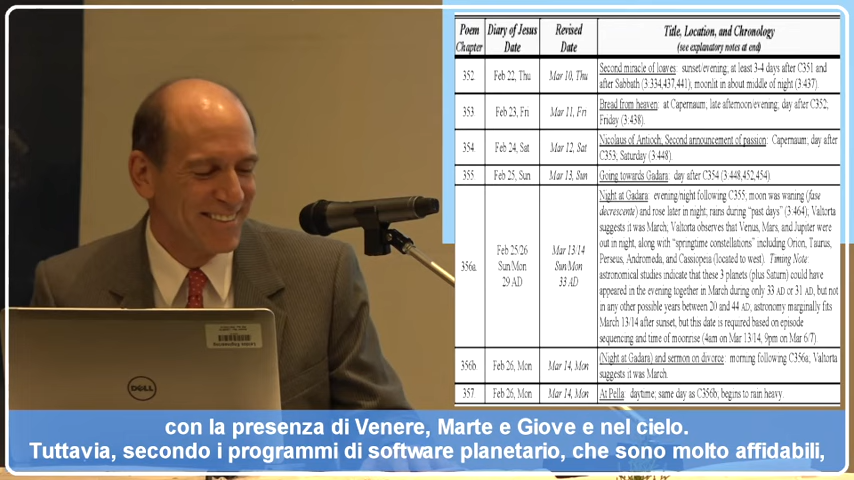 Poem
Chapter
Diary of Jesus
Date
Revised
Date
Title, Location, and Chronology
(see explanatory notes at end)
352
Feb 22, Thu
Mar 10, Thu
Second miracle of loaves: sunset/evening, at least 3-4 days after C351 and
after Sabbath (3:334,437,441); moonlit in about middle of night (3:437).
353
Feb 23, Fri
Mar 11, Fri
Bread from heaven: at Capernaum; late afternoon/evening; day after C352;
Friday (3:438).
354
Feb 24, Sat
Mar 12, Sat
Nicolaus of Antioch, Second announcement of passion: Capernaum; day after
C353, Saturday (3:448).
355
Feb 25, Sun
Mar 13, Sun
Going towards Gadara: day after C354 (3:448,452,454).
356a
Feb 25/26
Sun/Mon
29 AD
Mar 13/14
Sun/Mon
33 AD
Night at Gadara: evening/night following C355; moon was waning (fase
decrescente) and rose later in night; rains during "past days" (3:464); Valtorta
suggests it was March; Valtorta observes that Venus, Mars, and Jupiter were
out in night, along with "springtime constellations" including Orion, Taurus,
Perseus, Andromeda, and Cassiopeia (located to west). Timing Note:
astronomical studies indicate that these 3 planets (plus Saturn) could have
appeared in the evening together in March during only 33 AD or 31 AD, but not
in any other possible years between 20 and 44 AD; astronomy marginally fits
March 13/14 after sunset, but this date is required based on episode
sequencing and time of moonrise (4am on Mar 13/14, 9pm on Mar 6/7).
356b
Feb 26, Mon
Mar 14, Mon
(Night at Gadara) and sermon on divorce: morning following C356a, Valtorta
suggests it was March.
357
Feb 26, Mon
Mar 14, Mon
At Pella: daytime; same day as C356b, begins to rain heavy.
DELL
con la presenza di Venere, Marte e Giove e nel cielo.
Tuttavia, secondo i programmi di software planetario, che sono molto affidabili,